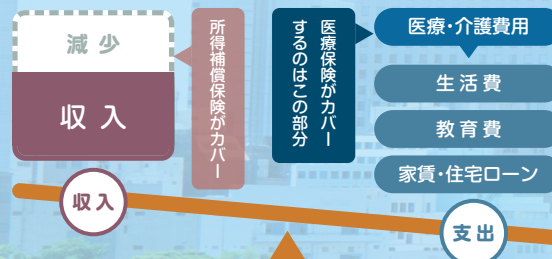 減少
収入
所得補償保険がカバー
医療保険がカバー
するのはこの部分
医療・介護費用
生活費
教育費
家賃・住宅ローン
収入
支出